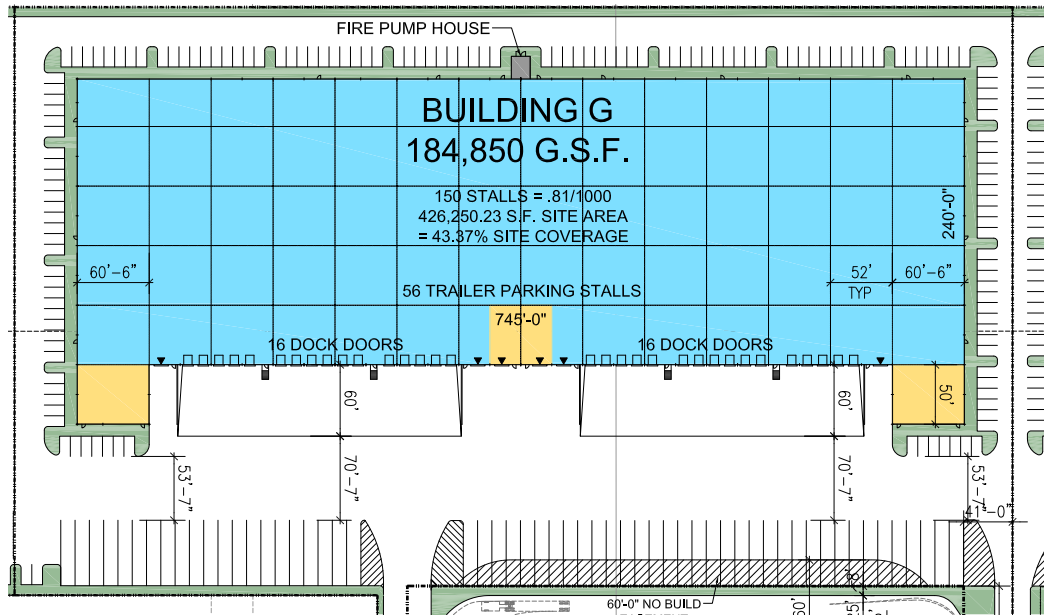 FIRE PUMP HOUSE
BUILDING G
184,850 G.S.F.
150 STALLS = .81/1000
426,250.23 S.F. SITE AREA
= 43.37% SITE COVERAGE
240'-0"
60'-6"
52'
TYP
60'-6"
56 TRAILER PARKING STALLS
745'-0"
16 DOCK DOORS
16 DOCK DOORS
60'
60'
50'
53'-7"
70'-7"
70'-7"
53'-7"
41'-0"
60'-0" NO BUILD